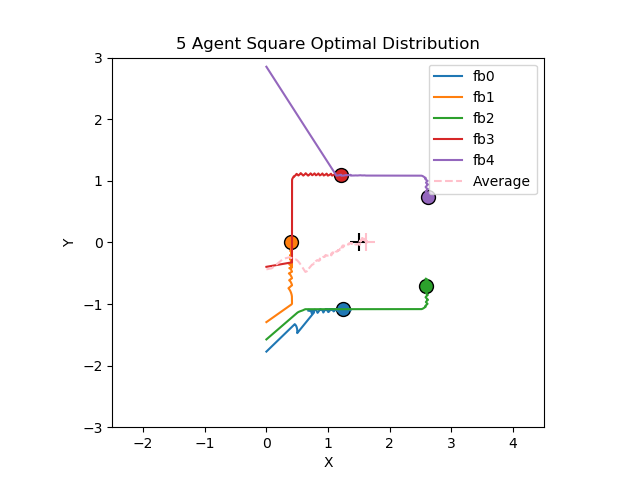 5 Agent Square Optimal Distribution
3
2
1
0
−1
−2
−3
Y
−2
−1
0
1
2
3
4
X
fb0
fb1
fb2
fb3
fb4
Average